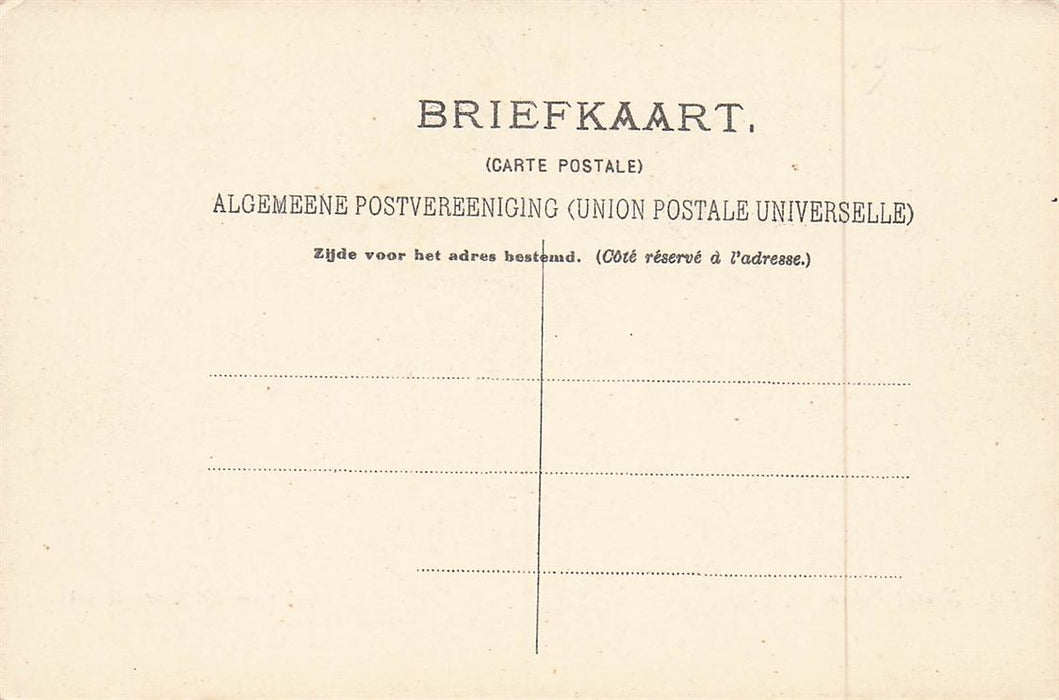 BRIEFKAART.
(CARTE POSTALE)
ALGEMEENE POSTVEREENIGING (UNION POSTALE UNIVERSELLE)
Zijde voor het adres bestemd. (Côté réservé à l'adresse.)